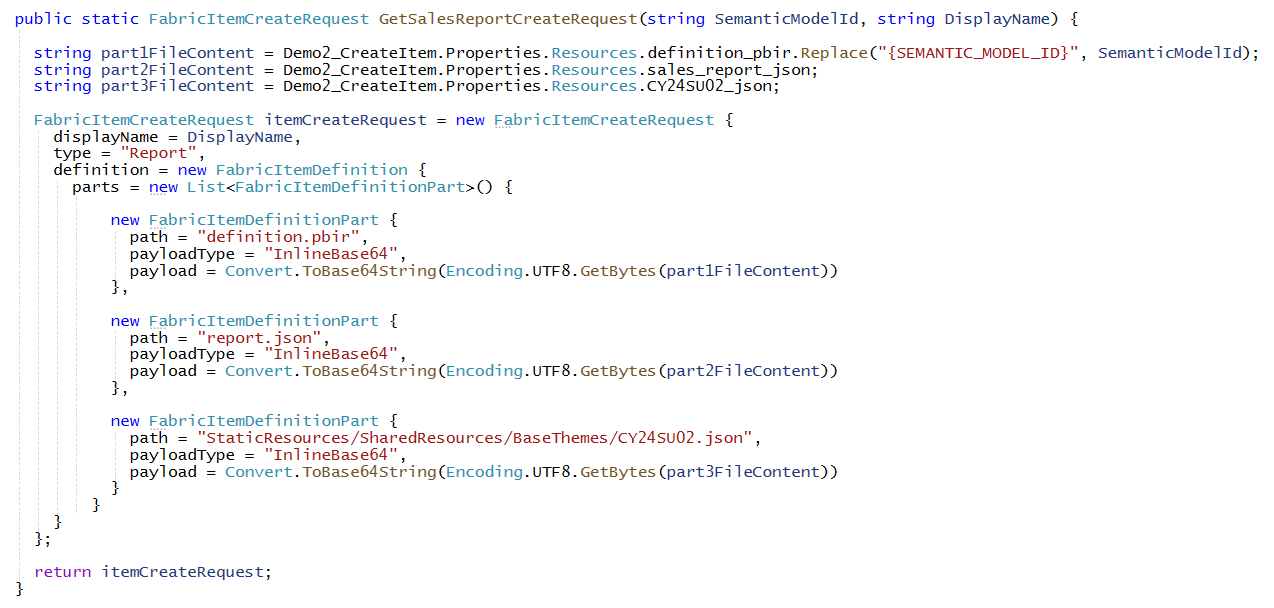 public static FabricItemCreateRequest GetSalesReportCreateRequest(string SemanticModelId, string DisplayName) {
string part1FileContent = Demo2_CreateItem.Properties.Resources.definition_pbir.Replace("{SEMANTIC_MODEL_ID}", SemanticModelId);
string part2FileContent = Demo2_CreateItem.Properties.Resources.sales_report_json;
string part3FileContent = Demo2_CreateItem.Properties.Resources.CY24SU02_json;
FabricItemCreateRequest itemCreateRequest = new FabricItemCreateRequest {
displayName = DisplayName,
type = "Report",
definition = new FabricItemDefinition {
parts = new List<FabricItemDefinitionPart>() {
new FabricItemDefinitionPart {
path = "definition.pbir",
payloadType = "InlineBase64",
payload = Convert.ToBase64String(Encoding.UTF8.GetBytes(part1FileContent))
},
new FabricItemDefinitionPart {
path = "report.json",
payloadType = "InlineBase64",
payload = Convert.ToBase64String(Encoding.UTF8.GetBytes(part2FileContent))
},
new FabricItemDefinitionPart {
path = "StaticResources/SharedResources/BaseThemes/CY24SU02.json",
payloadType = "InlineBase64",
payload = Convert.ToBase64String(Encoding.UTF8.GetBytes(part3FileContent))
}
}
}
};
return itemCreateRequest;
}